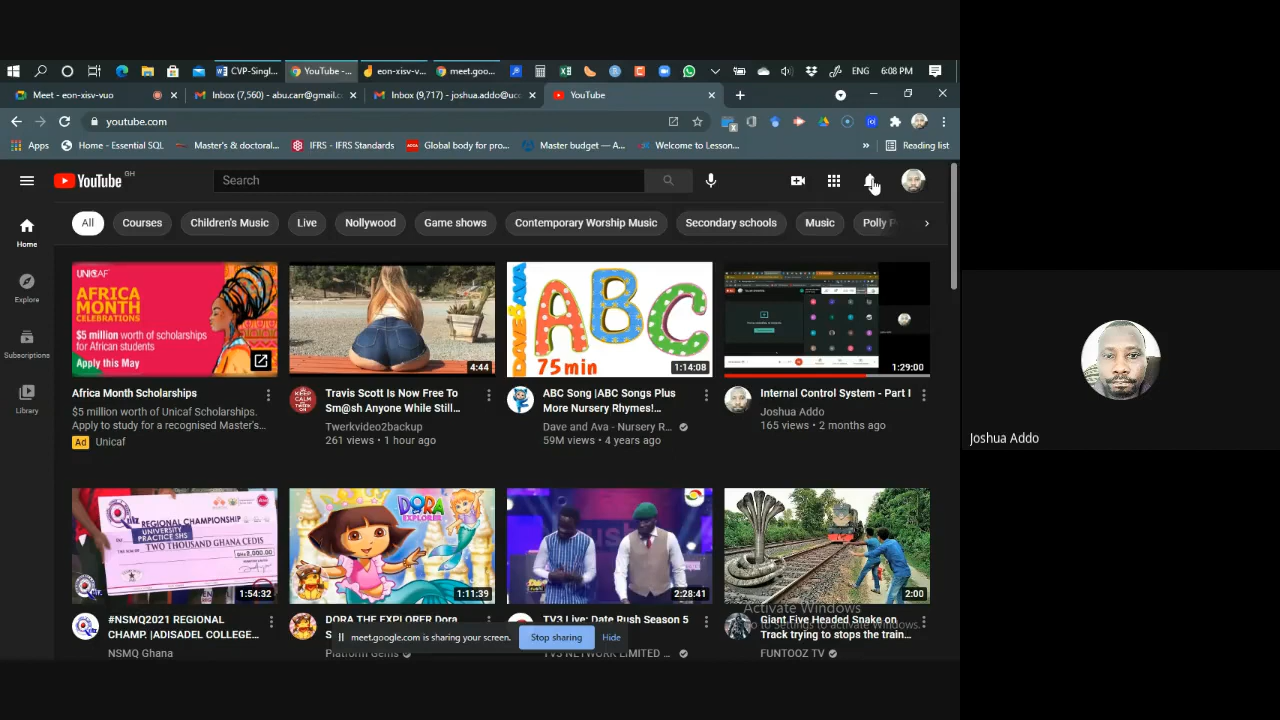 CVP-Singl...
YouTube -...
eon-xisv-v...
meet.goo...
ENG
6:08 PM
Meet - eon-xisv-vuo
Inbox (7,560) - abu.carr@gmail.c
Inbox (9,717) - joshua.addo@uc
YouTube
youtube.com
Apps
Home - Essential SQL
Master's & doctoral...
IFRS - IFRS Standards
Global body for pro...
Master budget — A...
Welcome to Lesson...
»
Reading list
YouTube GH
Search
All
Courses
Children's Music
Live
Nollywood
Game shows
Contemporary Worship Music
Secondary schools
Music
Polly P
Home
Explore
Subscriptions
Library
UNICAF
AFRICA
MONTH
CELEBRATIONS
$5 million worth of scholarships
for African students
Apply this May
4:44
DAVE AVA
ABC
75 min
1:14:08
1:29:00
Africa Month Scholarships
$5 million worth of Unicaf Scholarships.
Apply to study for a recognised Master's...
Ad Unicaf
Travis Scott Is Now Free To
Sm@sh Anyone While Still...
Twerkvideo2backup
261 views • 1 hour ago
ABC Song |ABC Songs Plus
More Nursery Rhymes!...
Dave and Ava - Nursery R...
59M views • 4 years ago
Internal Control System - Part I
Joshua Addo
165 views • 2 months ago
Joshua Addo
Quiz REGIONAL CHAMPIONSHIP
UNIVERSITY
PRACTICE SHS
TWO THOUSAND GHANA CEDIS
1:54:32
DORA
THE EXPLORER
1:11:39
2:28:41
2:00
#NSMQ2021 REGIONAL
CHAMP. |ADISADEL COLLEGE...
NSMQ Ghana
DORA THE EXPLORER Dora
Platform Gems
TV3 Live: Date Rush Season 5
TV3 NETWORK LIMITED ...
Giant Five Headed Snake on
Track trying to stops the train...
FUNTOOZ TV
Activate Windows
Go to Settings to activate Windows.
meet.google.com is sharing your screen.
Stop sharing
Hide